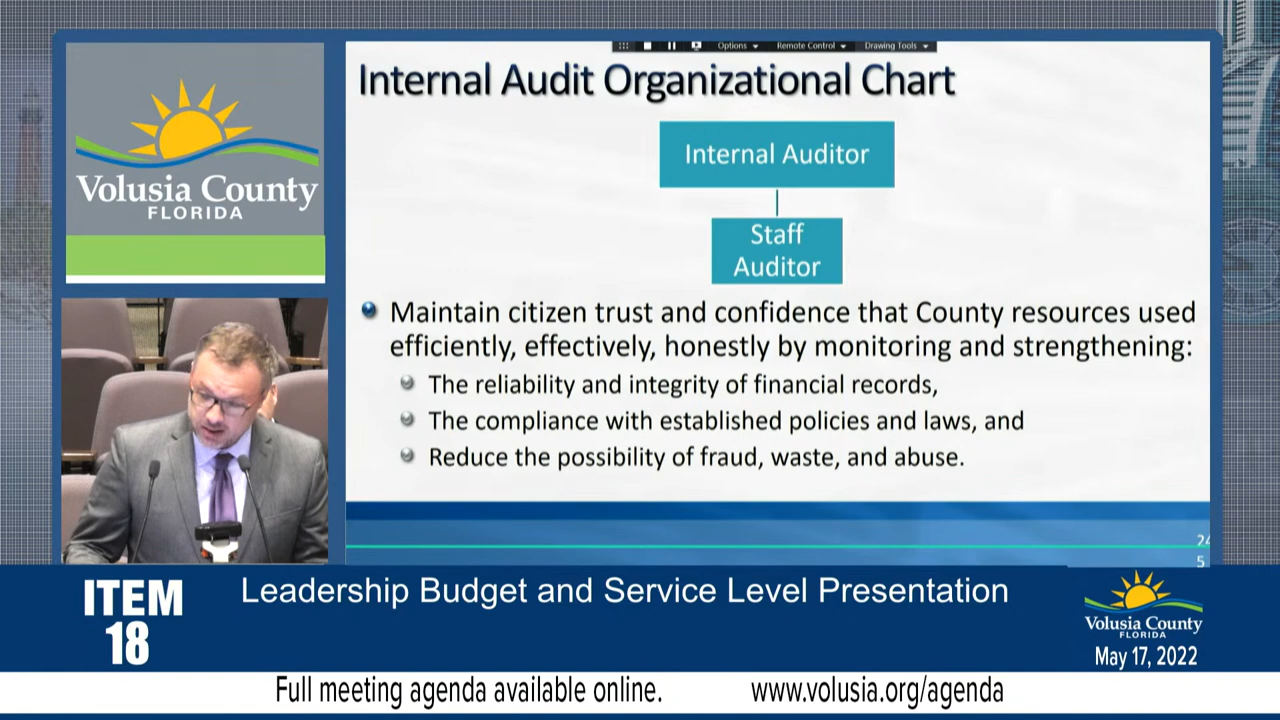 Options
Remote Control
Drawing Tools
Volusia County
FLORIDA
Internal Audit Organizational Chart
Internal Auditor
Staff
Auditor
Maintain citizen trust and confidence that County resources used
efficiently, effectively, honestly by monitoring and strengthening:
The reliability and integrity of financial records,
The compliance with established policies and laws, and
Reduce the possibility of fraud, waste, and abuse.
24
5
ITEM
18
Leadership Budget and Service Level Presentation
Volusia County
FLORIDA
May 17, 2022
Full meeting agenda available online. www.volusia.org/agenda